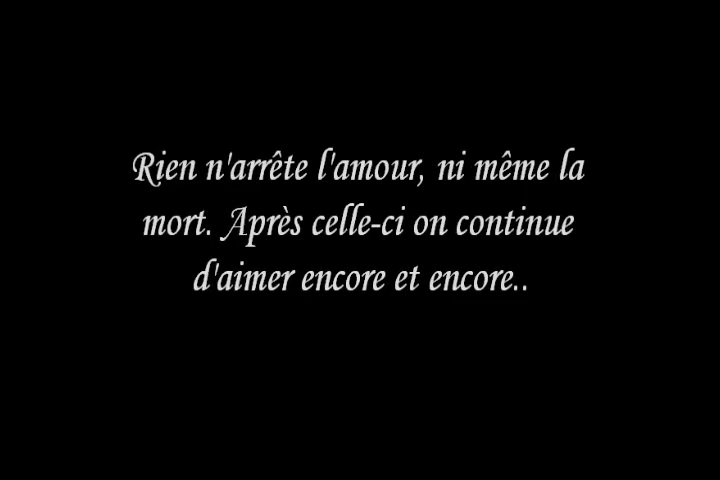 Rien n'arrête l'amour, ni même la
mort. Après celle-ci on continue
d'aimer encore et encore..